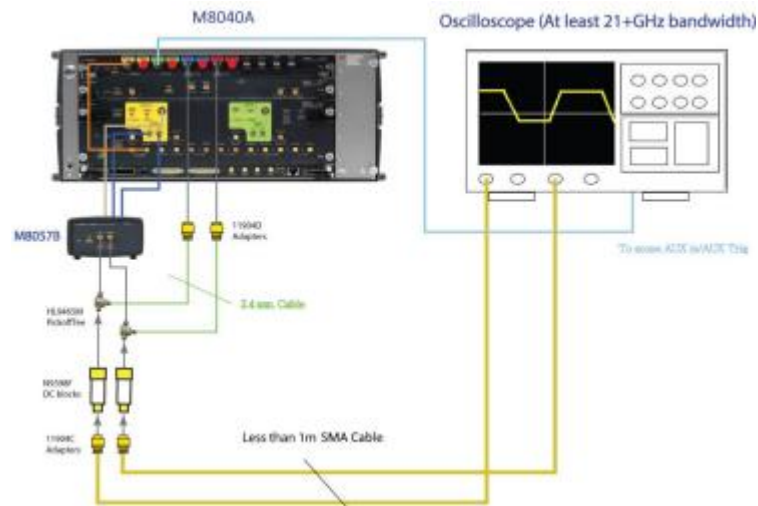 M8040A
Oscilloscope (At least 21+GHz bandwidth)
M8057B
11904D
Adapters
To scope AUX in/AUX Trig
2.4 mm Cable
DC blocks
11904C
Adapters
Less than 1m SMA Cable